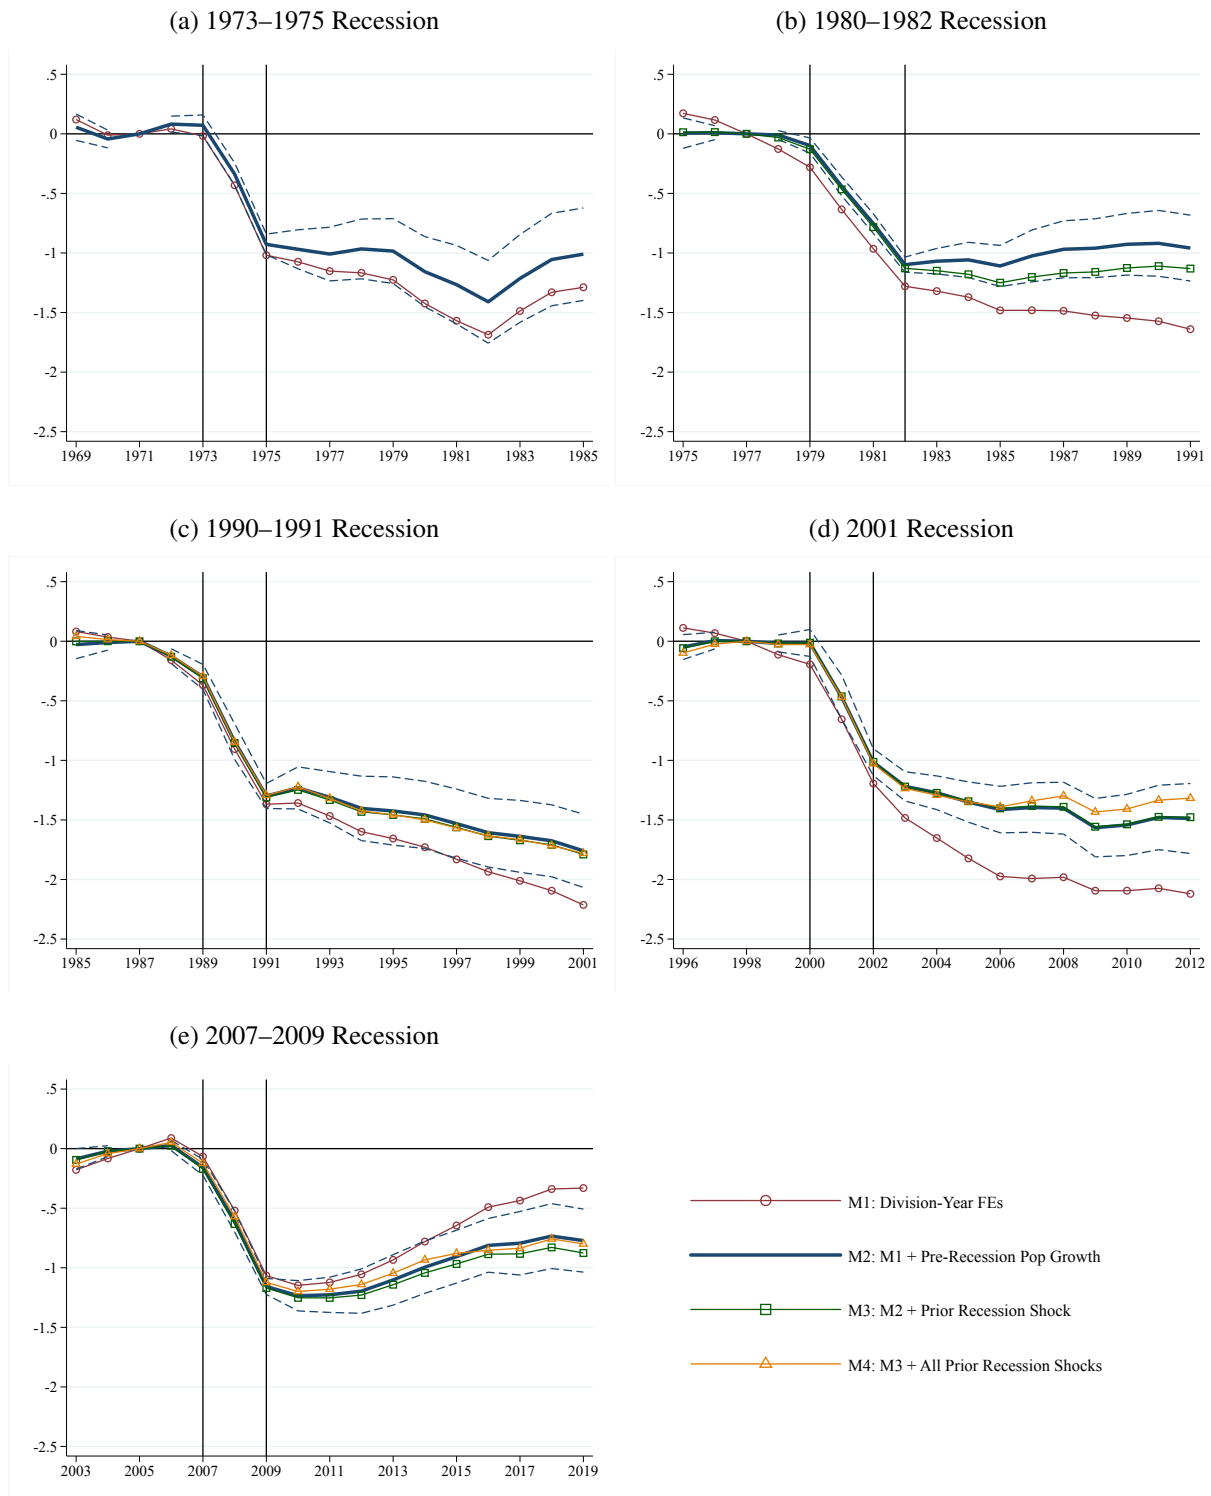 (a) 1973–1975 Recession
.5
0
-.5
-1
-1.5
-2
-2.5
1969 1971 1973 1975 1977 1979 1981 1983 1985
(b) 1980–1982 Recession
.5
0
-.5
-1
-1.5
-2
-2.5
1975 1977 1979 1981 1983 1985 1987 1989 1991
(c) 1990–1991 Recession
.5
0
-.5
-1
-1.5
-2
-2.5
1985 1987 1989 1991 1993 1995 1997 1999 2001
(d) 2001 Recession
.5
0
-.5
-1
-1.5
-2
-2.5
1996 1998 2000 2002 2004 2006 2008 2010 2012
(e) 2007–2009 Recession
.5
0
-.5
-1
-1.5
-2
-2.5
2003 2005 2007 2009 2011 2013 2015 2017 2019
M1: Division-Year FEs
M2: M1 + Pre-Recession Pop Growth
M3: M2 + Prior Recession Shock
M4: M3 + All Prior Recession Shocks